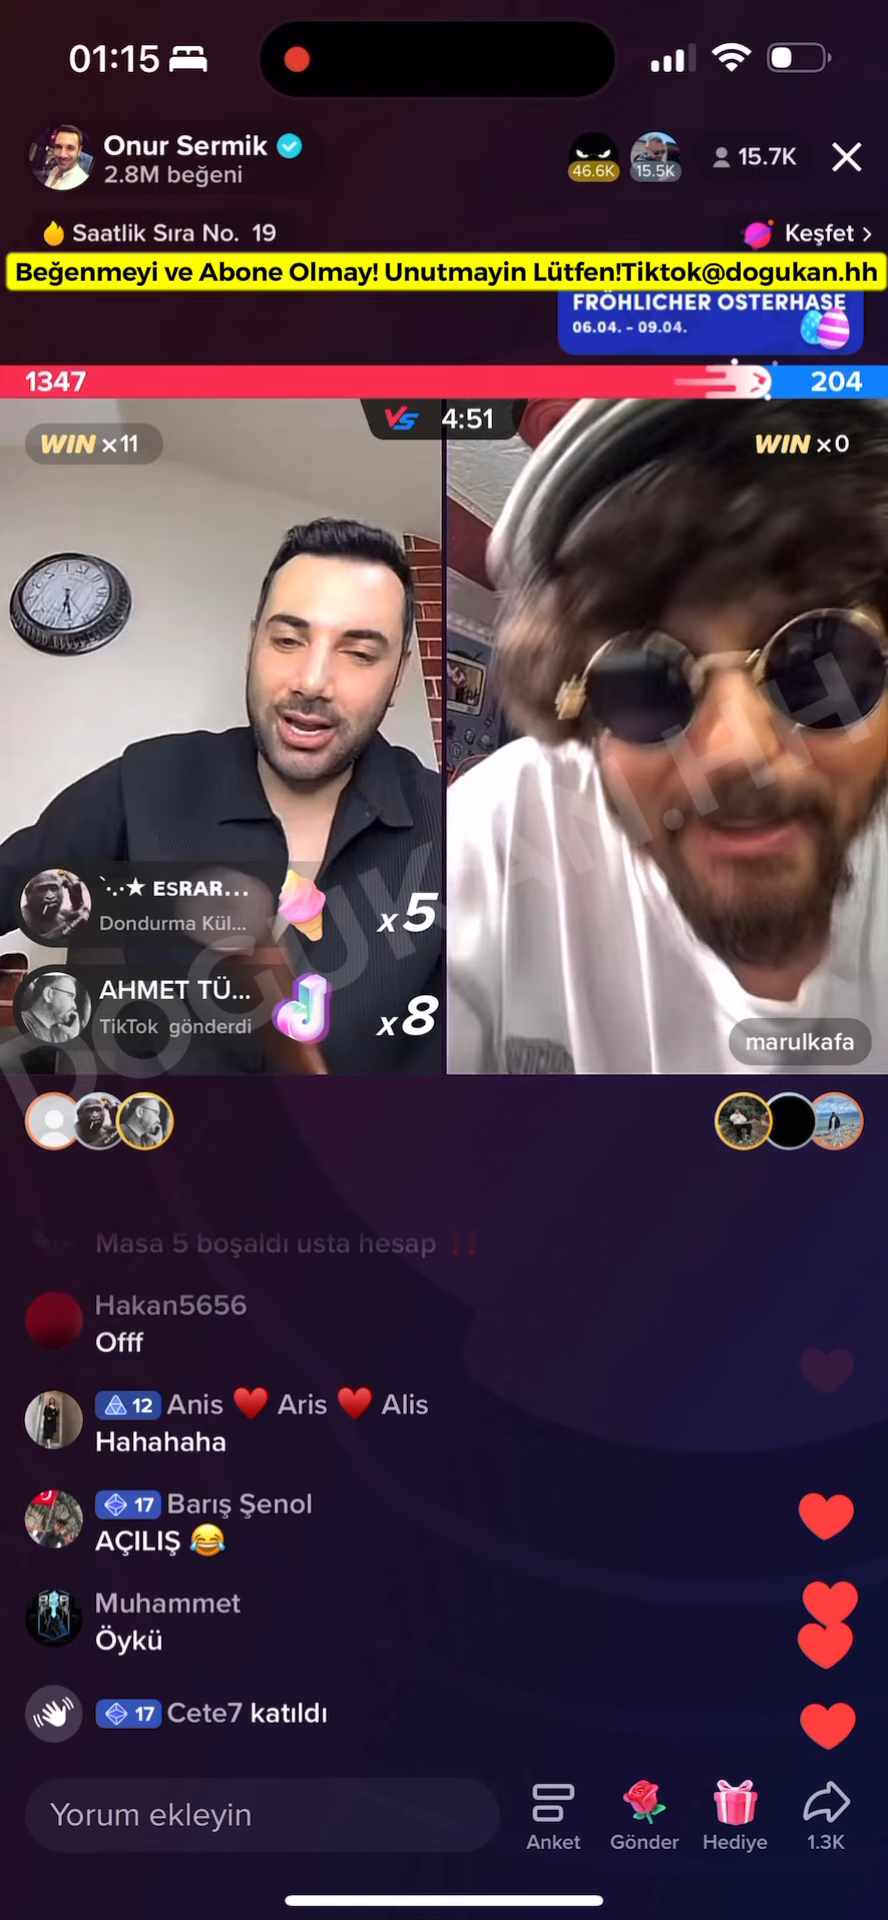 01:15
Onur Sermik
2.8M beğeni
46.6K
15.5K
15.7K
Saatlik Sıra No. 19
Keşfet >
Beğenmeyi ve Abone Olmay! Unutmayin Lütfen!Tiktok@dogukan.hh
FRÖHLICHER OSTERHASE
06.04. - 09.04.
1347
204
VS 4:51
WIN x11
WIN x0
DOGUKAN.HH
`·.·★ ESRAR...
Dondurma Kül...
x5
AHMET TÜ...
TikTok gönderdi
x8
marulkafa
Masa 5 boşaldı usta hesap ‼️
Hakan5656
Offf
12 Anis ♥️ Aris ♥️ Alis
Hahahaha
17 Barış Şenol
AÇILIŞ 😂
Muhammet
Öykü
17 Cete7 katıldı
Yorum ekleyin
Anket
Gönder
Hediye
1.3K